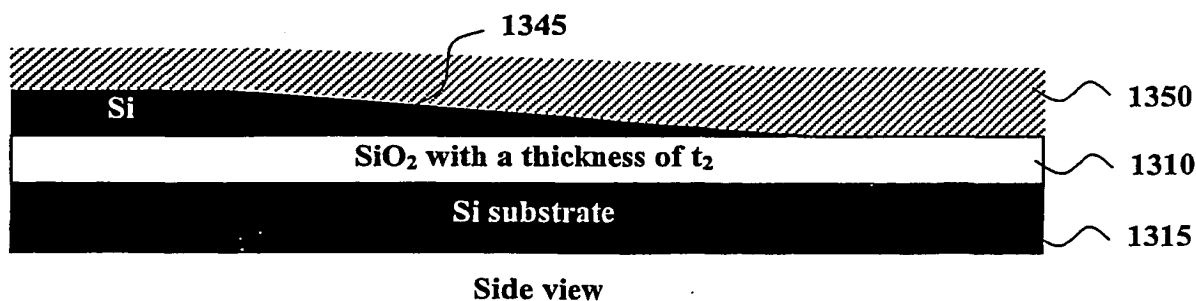 1345
Si
1350
SiO₂ with a thickness of t₂
1310
Si substrate
1315
Side view